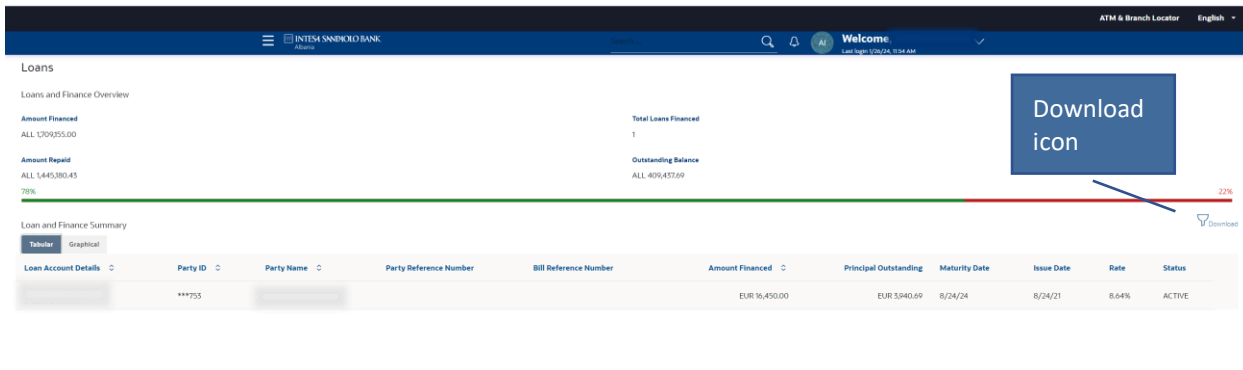 ATM & Branch Locator English
INTESA SANPAOLO BANK
Albania
Search...
AI
Welcome,
Last login 1/26/24, 11:54 AM
Loans
Loans and Finance Overview
Amount Financed Total Loans Financed
ALL 1,709,155.00 1
Amount Repaid Outstanding Balance
ALL 1,445,180.43 ALL 409,437.69
78% 22%
Download
icon
Loan and Finance Summary Download
Tabular Graphical
Loan Account Details Party ID Party Name Party Reference Number Bill Reference Number Amount Financed Principal Outstanding Maturity Date Issue Date Rate Status
***753 EUR 16,450.00 EUR 3,940.69 8/24/24 8/24/21 8.64% ACTIVE